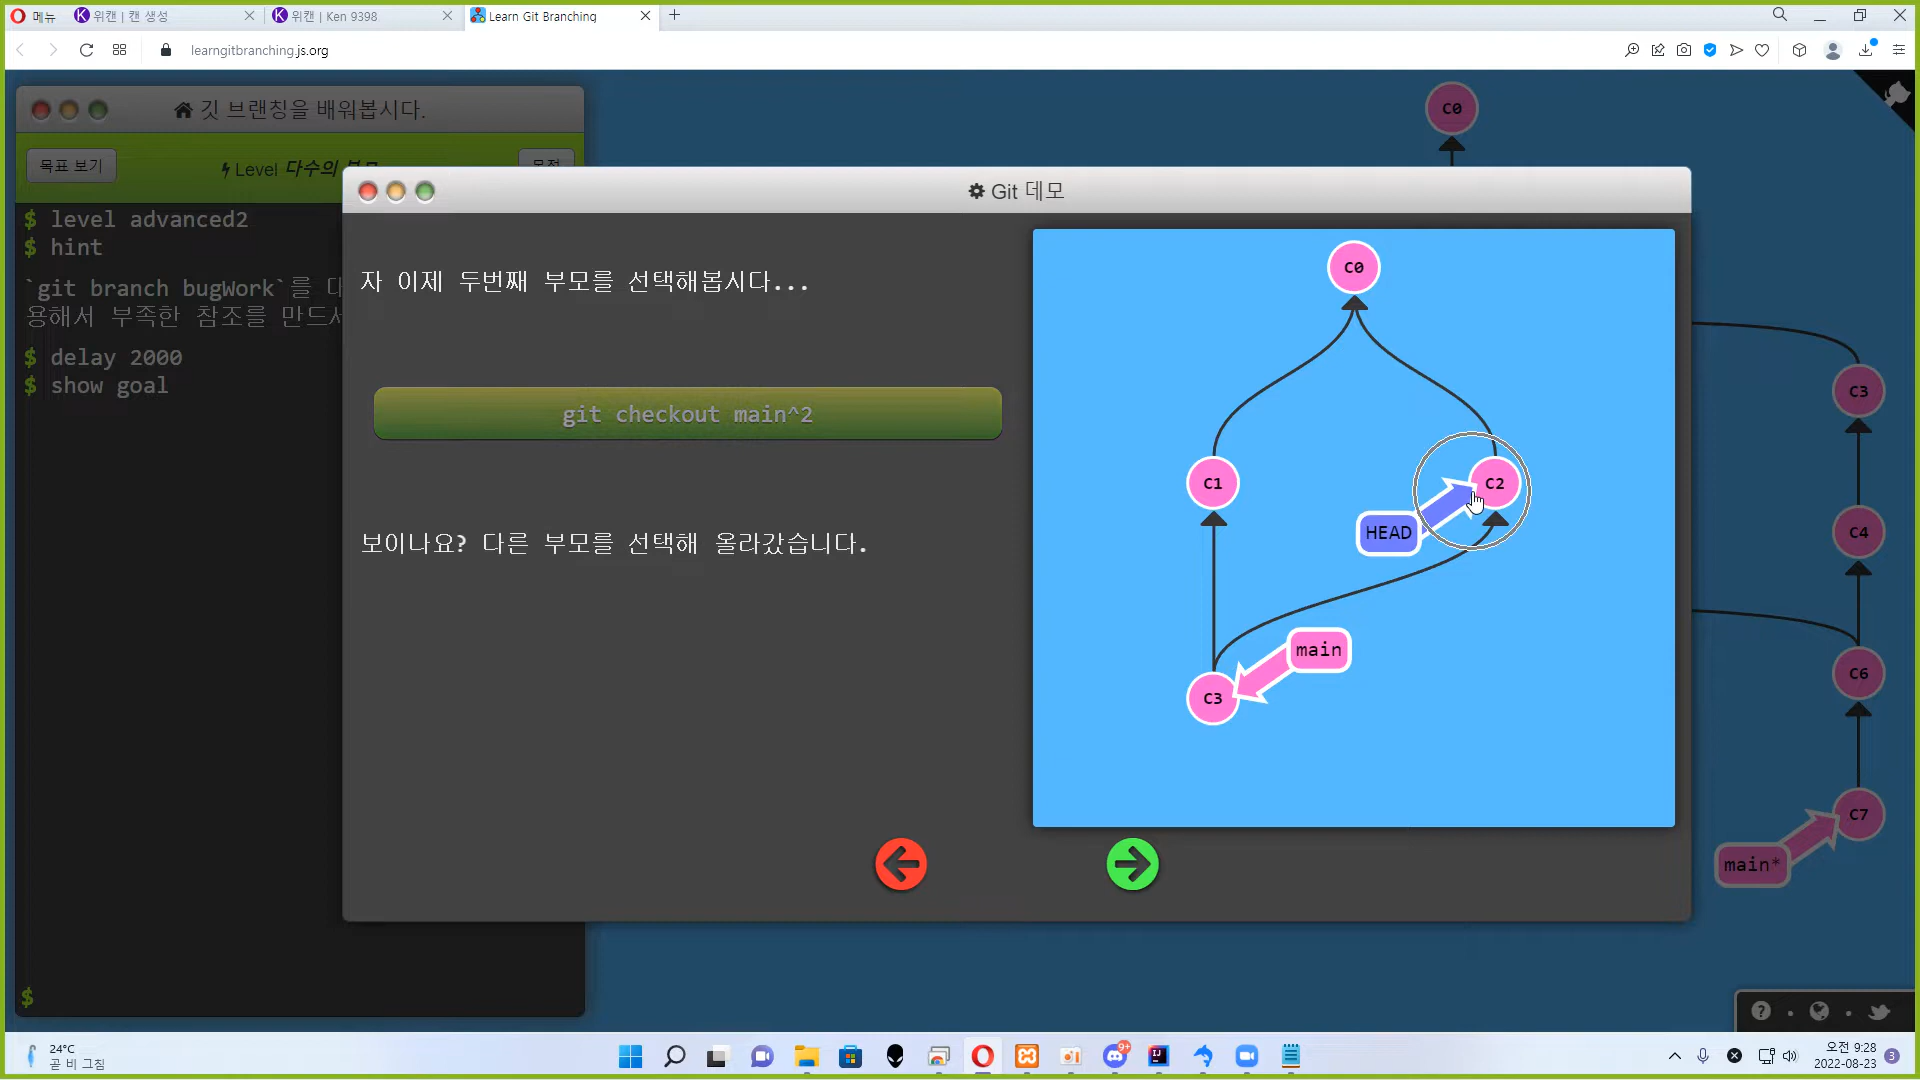 메뉴
위캔 | 캔 생성
위캔 | Ken 9398
Learn Git Branching
learngitbranching.js.org
깃 브랜칭을 배워봅시다.
목표 보기
Level 다수의
$ level advanced2
$ hint
`git branch bugWork`를 대
용해서 부족한 참조를 만드
$ delay 2000
$ show goal
$
Git 데모
자 이제 두번째 부모를 선택해봅시다...
git checkout main^2
보이나요? 다른 부모를 선택해 올라갔습니다.
C0
C1
C2
HEAD
main
C3
C0
C3
C4
C6
C7
main*
24°C
곧 비 그침
9+
오전 9:28
2022-08-23
3